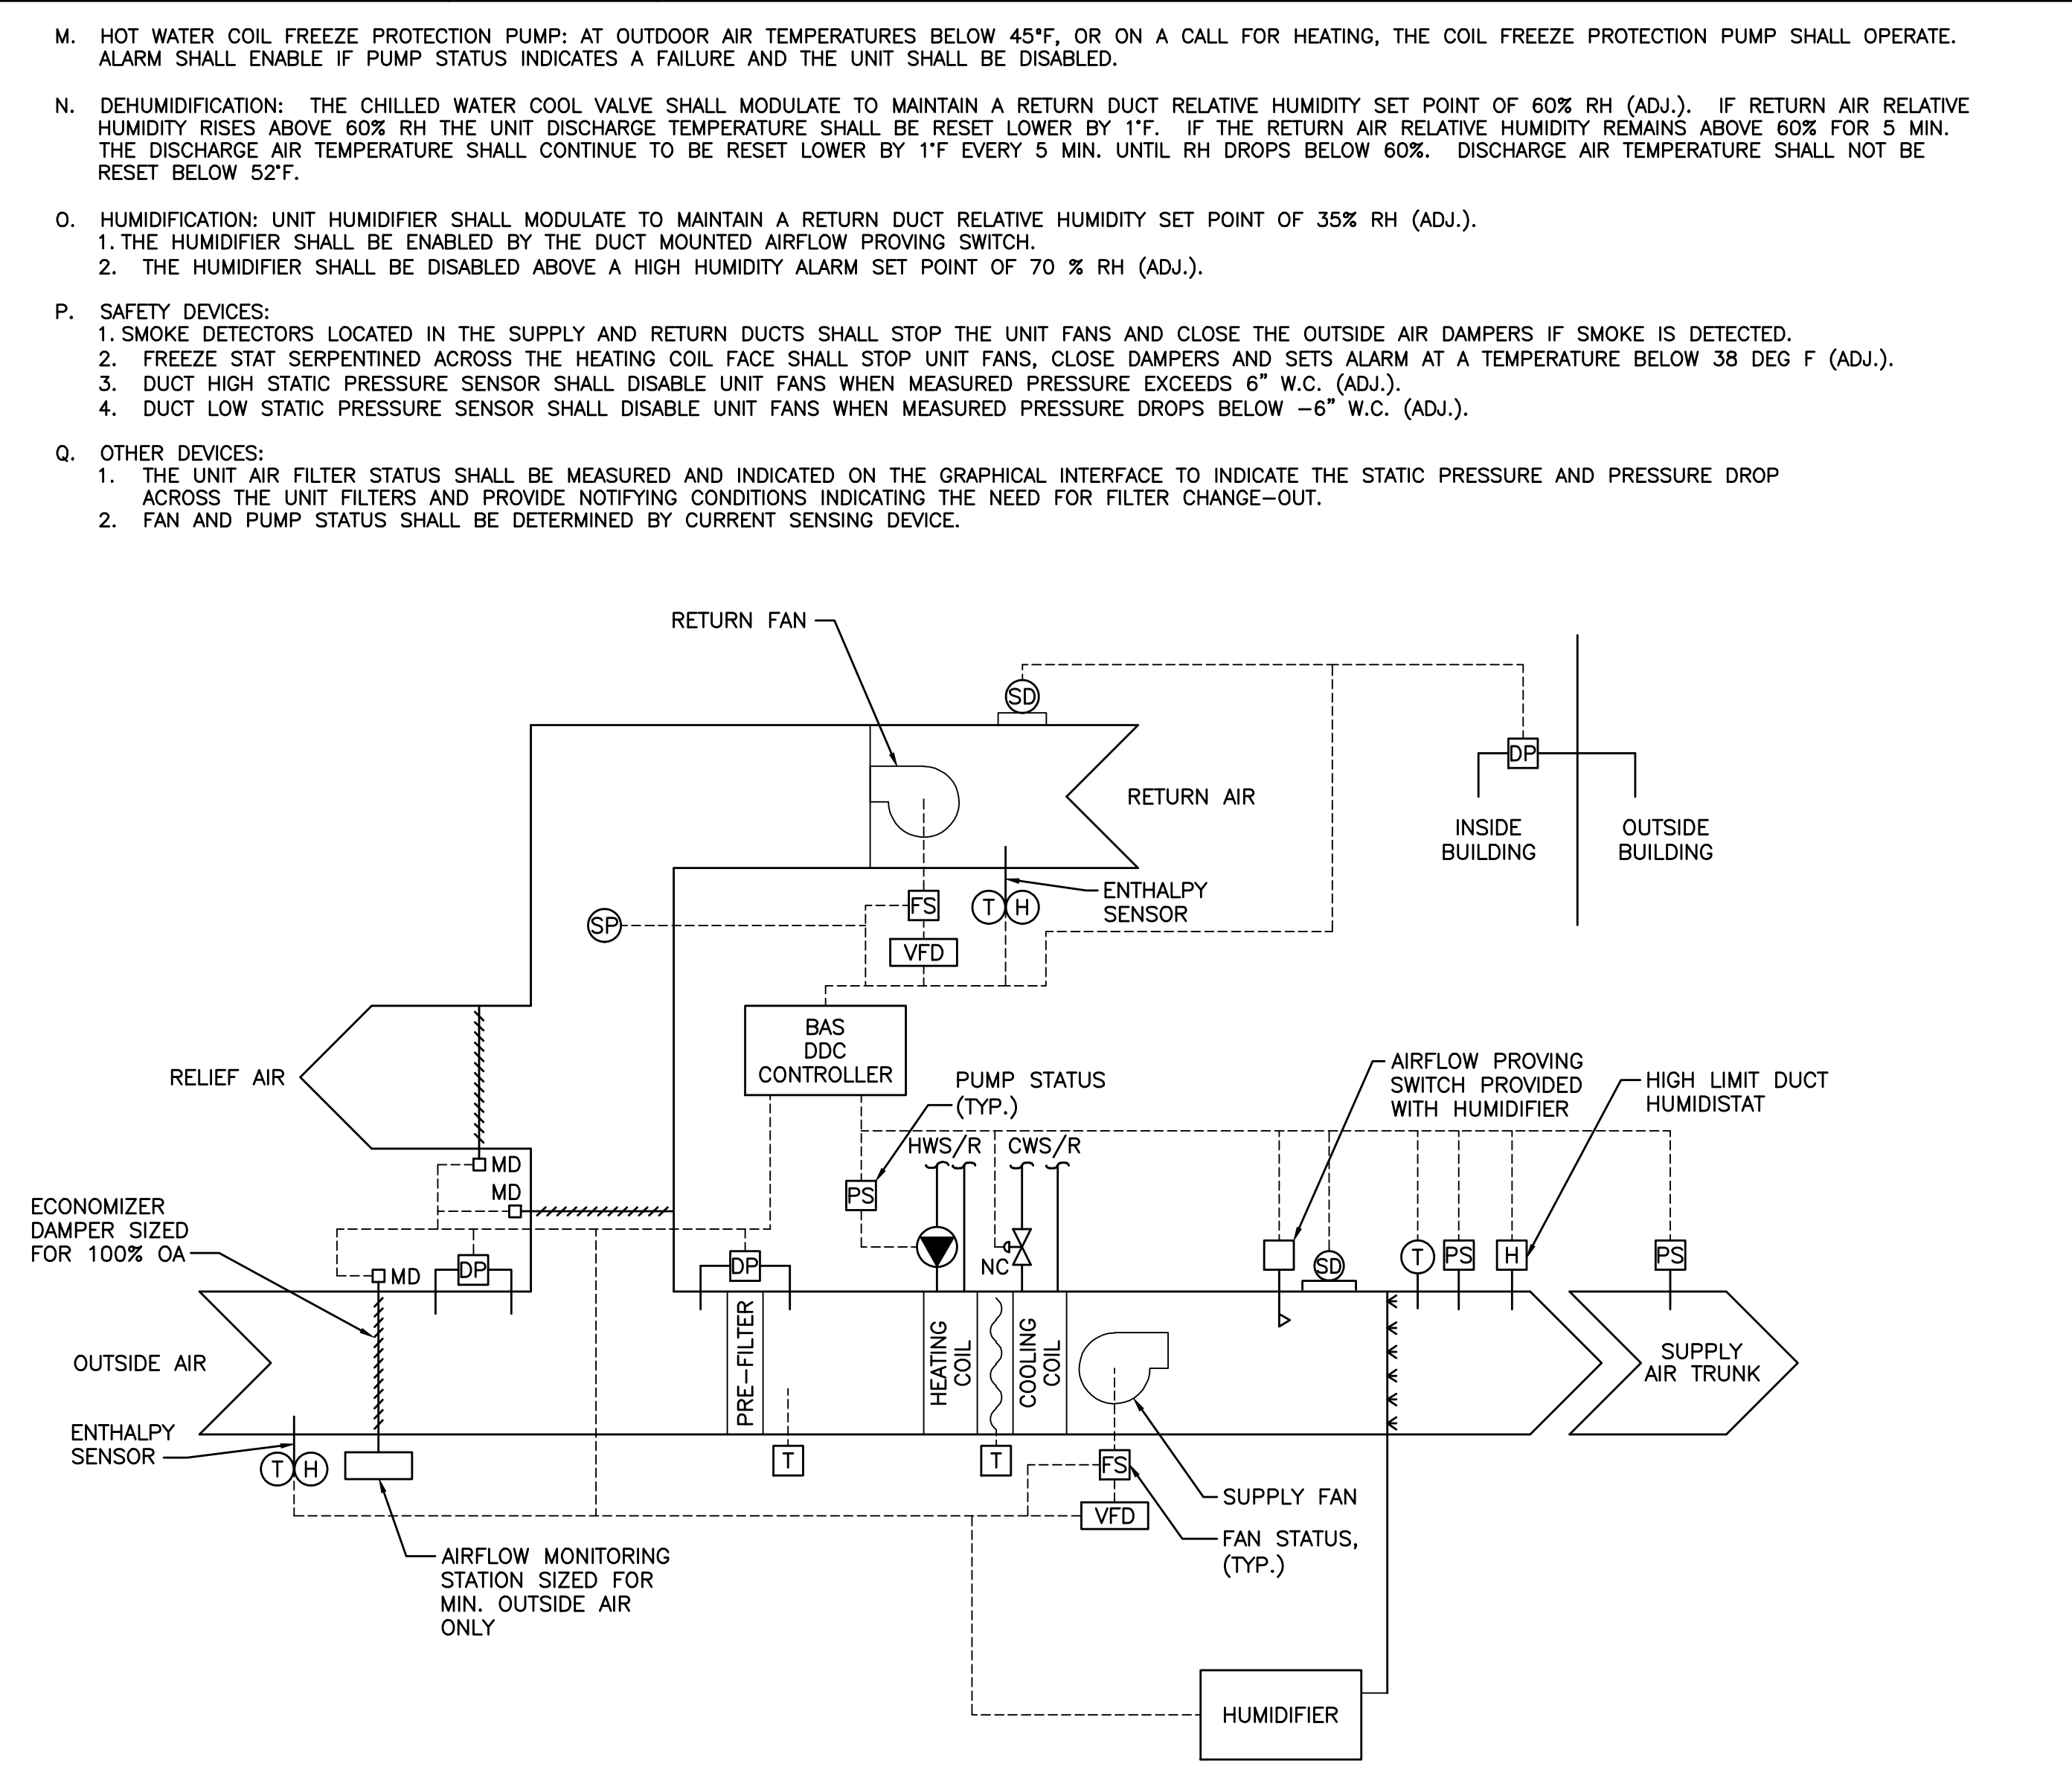 M. HOT WATER COIL FREEZE PROTECTION PUMP: AT OUTDOOR AIR TEMPERATURES BELOW 45°F, OR ON A CALL FOR HEATING, THE COIL FREEZE PROTECTION PUMP SHALL OPERATE.
ALARM SHALL ENABLE IF PUMP STATUS INDICATES A FAILURE AND THE UNIT SHALL BE DISABLED.
N. DEHUMIDIFICATION: THE CHILLED WATER COOL VALVE SHALL MODULATE TO MAINTAIN A RETURN DUCT RELATIVE HUMIDITY SET POINT OF 60% RH (ADJ.). IF RETURN AIR RELATIVE
HUMIDITY RISES ABOVE 60% RH THE UNIT DISCHARGE TEMPERATURE SHALL BE RESET LOWER BY 1°F. IF THE RETURN AIR RELATIVE HUMIDITY REMAINS ABOVE 60% FOR 5 MIN.
THE DISCHARGE AIR TEMPERATURE SHALL CONTINUE TO BE RESET LOWER BY 1°F EVERY 5 MIN. UNTIL RH DROPS BELOW 60%. DISCHARGE AIR TEMPERATURE SHALL NOT BE
RESET BELOW 52°F.
O. HUMIDIFICATION: UNIT HUMIDIFIER SHALL MODULATE TO MAINTAIN A RETURN DUCT RELATIVE HUMIDITY SET POINT OF 35% RH (ADJ.).
1. THE HUMIDIFIER SHALL BE ENABLED BY THE DUCT MOUNTED AIRFLOW PROVING SWITCH.
2. THE HUMIDIFIER SHALL BE DISABLED ABOVE A HIGH HUMIDITY ALARM SET POINT OF 70 % RH (ADJ.).
P. SAFETY DEVICES:
1. SMOKE DETECTORS LOCATED IN THE SUPPLY AND RETURN DUCTS SHALL STOP THE UNIT FANS AND CLOSE THE OUTSIDE AIR DAMPERS IF SMOKE IS DETECTED.
2. FREEZE STAT SERPENTINED ACROSS THE HEATING COIL FACE SHALL STOP UNIT FANS, CLOSE DAMPERS AND SETS ALARM AT A TEMPERATURE BELOW 38 DEG F (ADJ.).
3. DUCT HIGH STATIC PRESSURE SENSOR SHALL DISABLE UNIT FANS WHEN MEASURED PRESSURE EXCEEDS 6" W.C. (ADJ.).
4. DUCT LOW STATIC PRESSURE SENSOR SHALL DISABLE UNIT FANS WHEN MEASURED PRESSURE DROPS BELOW -6" W.C. (ADJ.).
Q. OTHER DEVICES:
1. THE UNIT AIR FILTER STATUS SHALL BE MEASURED AND INDICATED ON THE GRAPHICAL INTERFACE TO INDICATE THE STATIC PRESSURE AND PRESSURE DROP
ACROSS THE UNIT FILTERS AND PROVIDE NOTIFYING CONDITIONS INDICATING THE NEED FOR FILTER CHANGE-OUT.
2. FAN AND PUMP STATUS SHALL BE DETERMINED BY CURRENT SENSING DEVICE.
RETURN FAN
SD
DP
RETURN AIR
INSIDE
BUILDING
OUTSIDE
BUILDING
ENTHALPY
SENSOR
FS
T
H
SP
VFD
BAS
DDC
CONTROLLER
RELIEF AIR
PUMP STATUS
(TYP.)
AIRFLOW PROVING
SWITCH PROVIDED
WITH HUMIDIFIER
HIGH LIMIT DUCT
HUMIDISTAT
HWS/R
CWS/R
MD
MD
PS
ECONOMIZER
DAMPER SIZED
FOR 100% OA
MD
DP
DP
NC
SD
T
PS
H
PS
OUTSIDE AIR
PRE-FILTER
HEATING
COIL
COOLING
COIL
SUPPLY
AIR TRUNK
ENTHALPY
SENSOR
T
H
T
T
FS
VFD
SUPPLY FAN
FAN STATUS,
(TYP.)
AIRFLOW MONITORING
STATION SIZED FOR
MIN. OUTSIDE AIR
ONLY
HUMIDIFIER